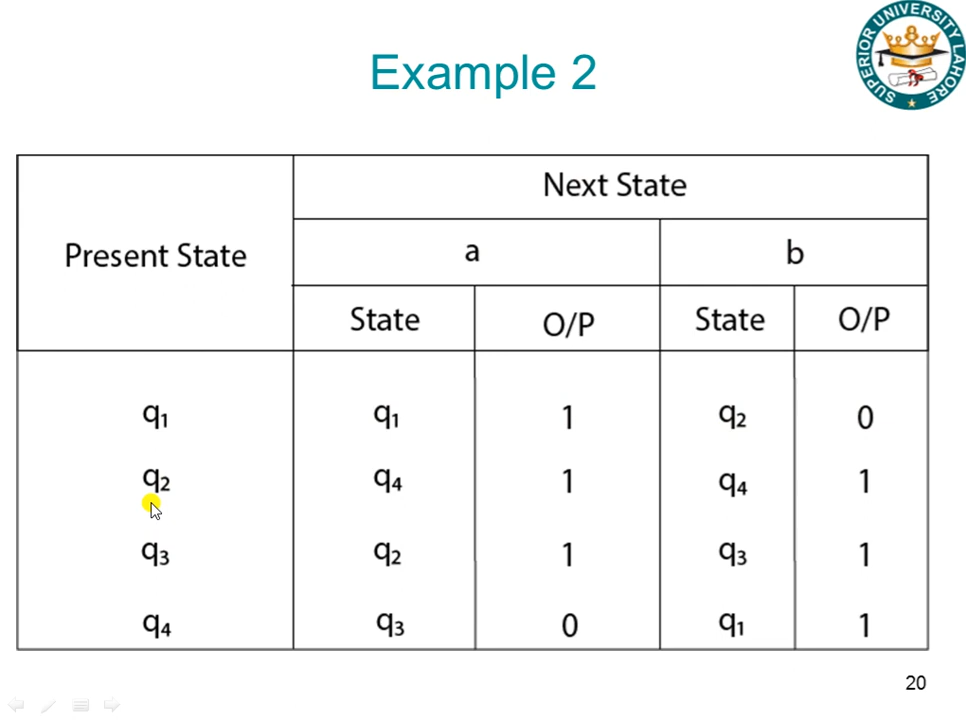 SUPERIOR UNIVERSITY LAHORE
Example 2
Next State
Present State a b
State O/P State O/P
q₁ q₁ 1 q₂ 0
q₂ q₄ 1 q₄ 1
q₃ q₂ 1 q₃ 1
q₄ q₃ 0 q₁ 1
20